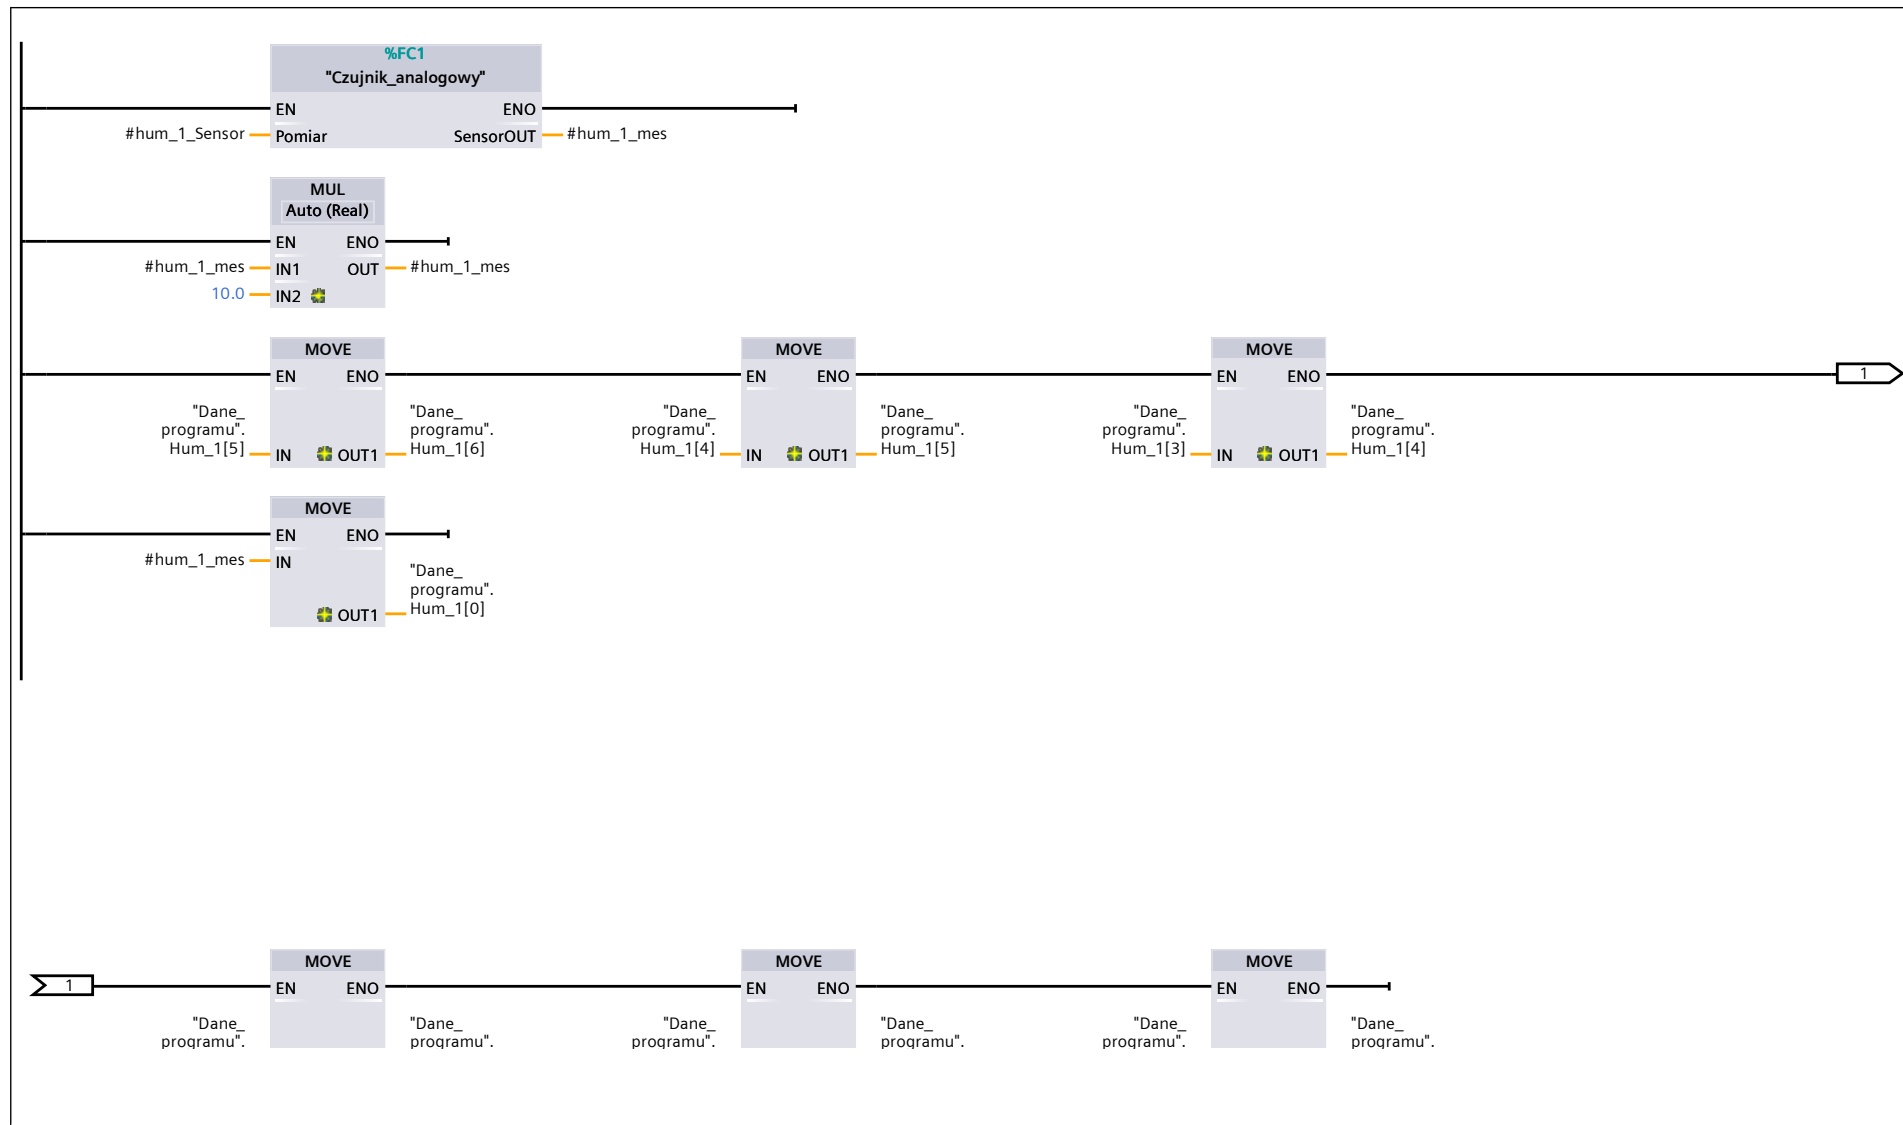 %FC1
"Czujnik_analogowy"
EN ENO
#hum_1_Sensor Pomiar SensorOUT #hum_1_mes
MUL
Auto (Real)
EN ENO
#hum_1_mes IN1 OUT #hum_1_mes
10.0 IN2
MOVE MOVE MOVE
EN ENO EN ENO EN ENO 1
"Dane_ "Dane_ "Dane_ "Dane_ "Dane_ "Dane_
programu". programu". programu". programu". programu". programu".
Hum_1[5] IN OUT1 Hum_1[6] Hum_1[4] IN OUT1 Hum_1[5] Hum_1[3] IN OUT1 Hum_1[4]
MOVE
EN ENO
#hum_1_mes IN
"Dane_
programu".
OUT1 Hum_1[0]
MOVE MOVE MOVE
1 EN ENO EN ENO EN ENO
"Dane_ "Dane_ "Dane_ "Dane_ "Dane_ "Dane_
programu". programu". programu". programu". programu". programu".